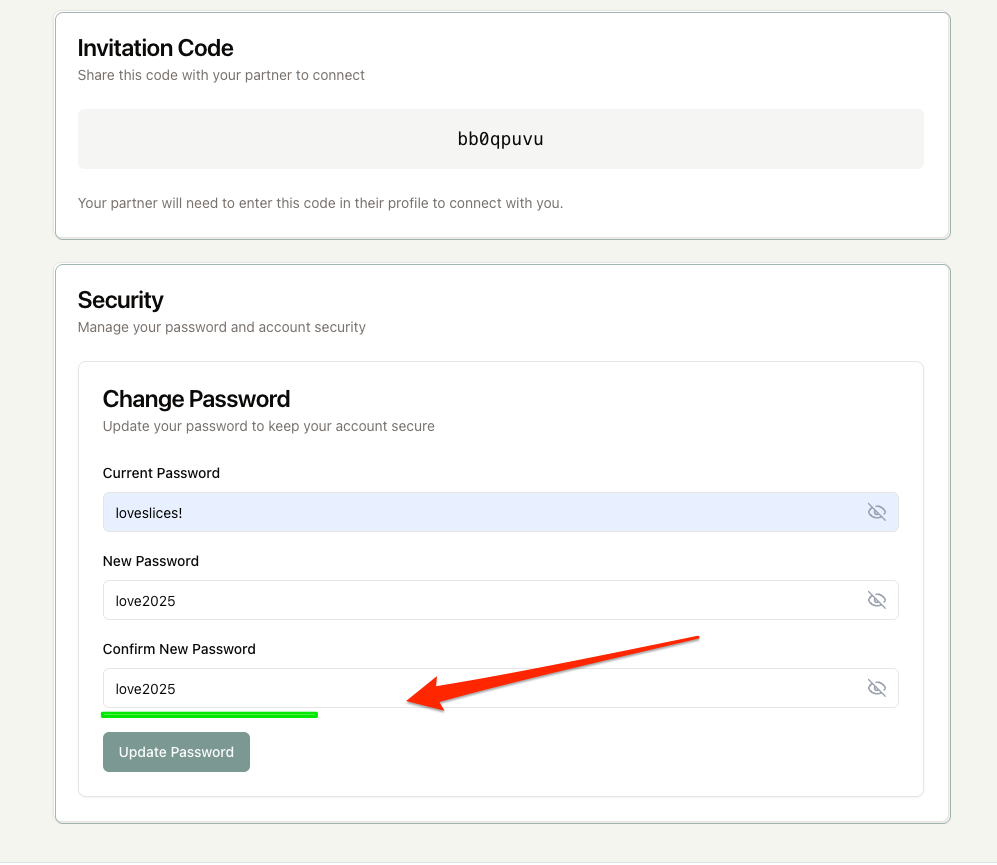 Invitation Code
Share this code with your partner to connect
bb0qpuvu
Your partner will need to enter this code in their profile to connect with you.
Security
Manage your password and account security
Change Password
Update your password to keep your account secure
Current Password
loveslices!
New Password
love2025
Confirm New Password
love2025
Update Password